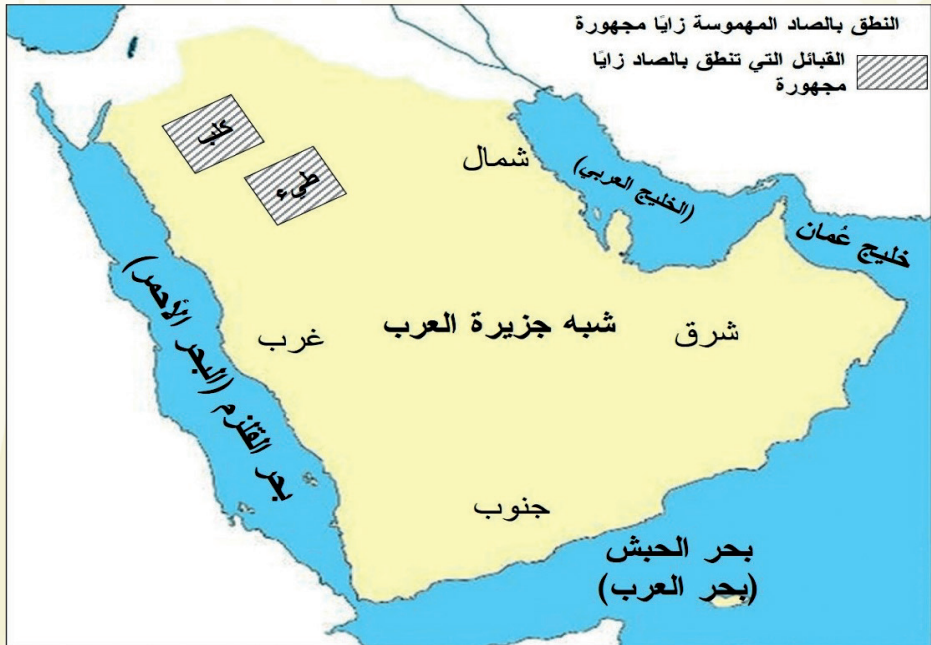 النطق بالصاد المهموسة زايًا مجهورة
القبائل التي تنطق بالصاد زايًا
مجهورة
كلب
طيء
شمال
(الخليج العربي)
خليج عُمان
شبه جزيرة العرب
شرق
غرب
بحر القلزم (البحر الأحمر)
جنوب
بحر الحبش
(بحر العرب)